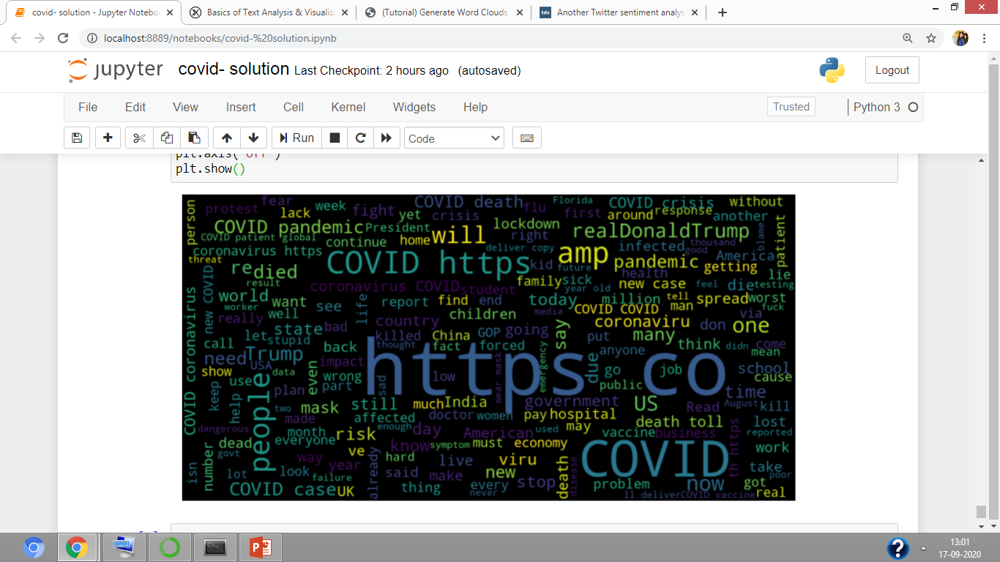 covid- solution - Jupyter Notebo
Basics of Text Analysis & Visualiz
(Tutorial) Generate Word Clouds
tds Another Twitter sentiment analys
localhost:8889/notebooks/covid-%20solution.ipynb
jupyter covid- solution Last Checkpoint: 2 hours ago (autosaved)
Logout
File Edit View Insert Cell Kernel Widgets Help
Trusted Python 3
Run Code
plt.axis("off")
plt.show()
person
protest
fear
week
fight
COVID death
flu
Florida
COVID crisis
without
lack
yet
crisis
first
around
response
another
COVID pandemic
President
lockdown
realDonaldTrump
thousand
blame
patient
COVID patient
global
continue
home
will
right
deliver copy
infected
good
America
coronavirus https
threat
re
died
COVID https
kid
future
amp
pandemic
getting
health
lie
result
coronavirus COVID
student
family
sick
year old
new case
feel
die
testing
COVID coronavirus
new COVID
world
want
worker
well
see
life
report
find
end
today
million
tell
spread
worst
fuck
really
state
bad
country
children
media
COVID COVID
man
via
coronaviru
don
one
call
let
stupid
back
killed
thought
China
fact
GOP
forced
going
say
put
many
think
didn
come
mean
need
Trump
USA
impact
https co
emergency
due
anyone
go
job
school
cause
show
use
data
even
wrong
part
sad
low
wear mask
public
time
keep
help
people
plan
two
mask
still
much
India
government
US
Read
August
kill
dangerous
made
affected
doctor
women
pay
hospital
death toll
lost
month
risk
enough
day
American
used
may
vaccine
business
reported
number
dead
govt
everyone
ve
know
symptom
must
economy
COVID
th https
work
isn
lot
way
year
look
failure
already
hard
said
live
make
viru
new
death
disease
problem
now
take
poor
got
COVID case
UK
thing
every
never
stop
ll deliver
COVID vaccine
real
13:01
17-09-2020